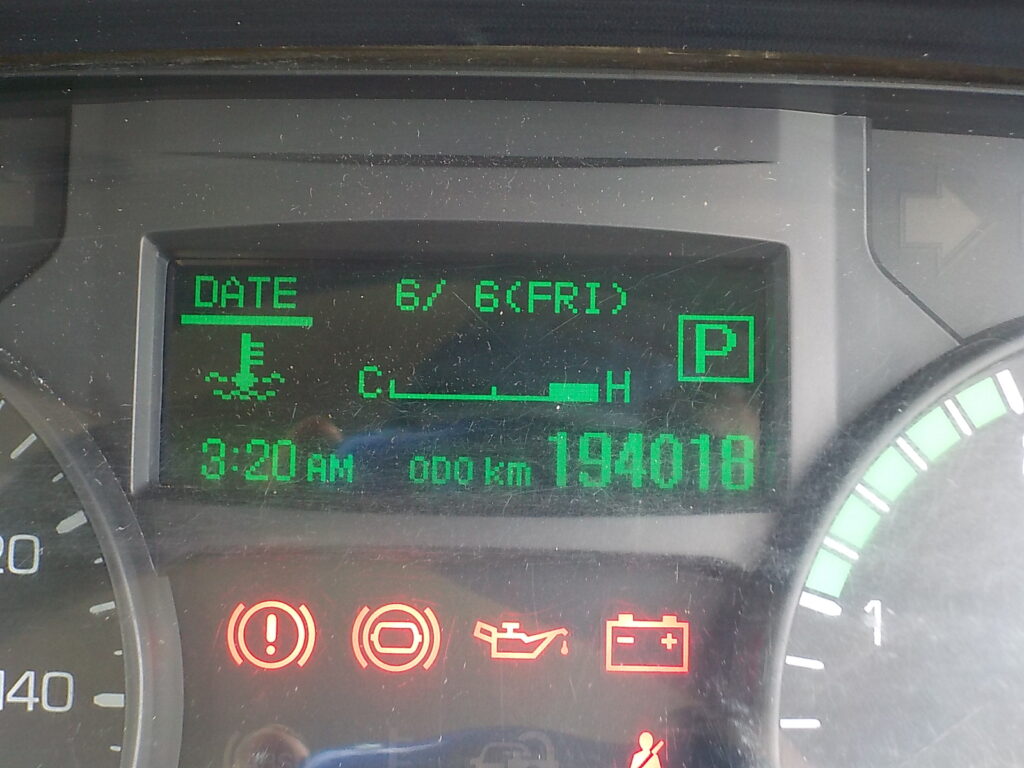 DATE 6/ 6(FRI)
P
C H
3:20 AM ODO km 194018
20
140
1